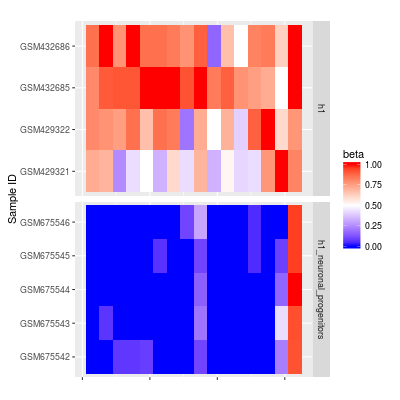 Sample ID
GSM432686
GSM432685
GSM429322
GSM429321
h1
GSM675546
GSM675545
GSM675544
GSM675543
GSM675542
h1_neuronal_progenitors
beta
1.00
0.75
0.50
0.25
0.00